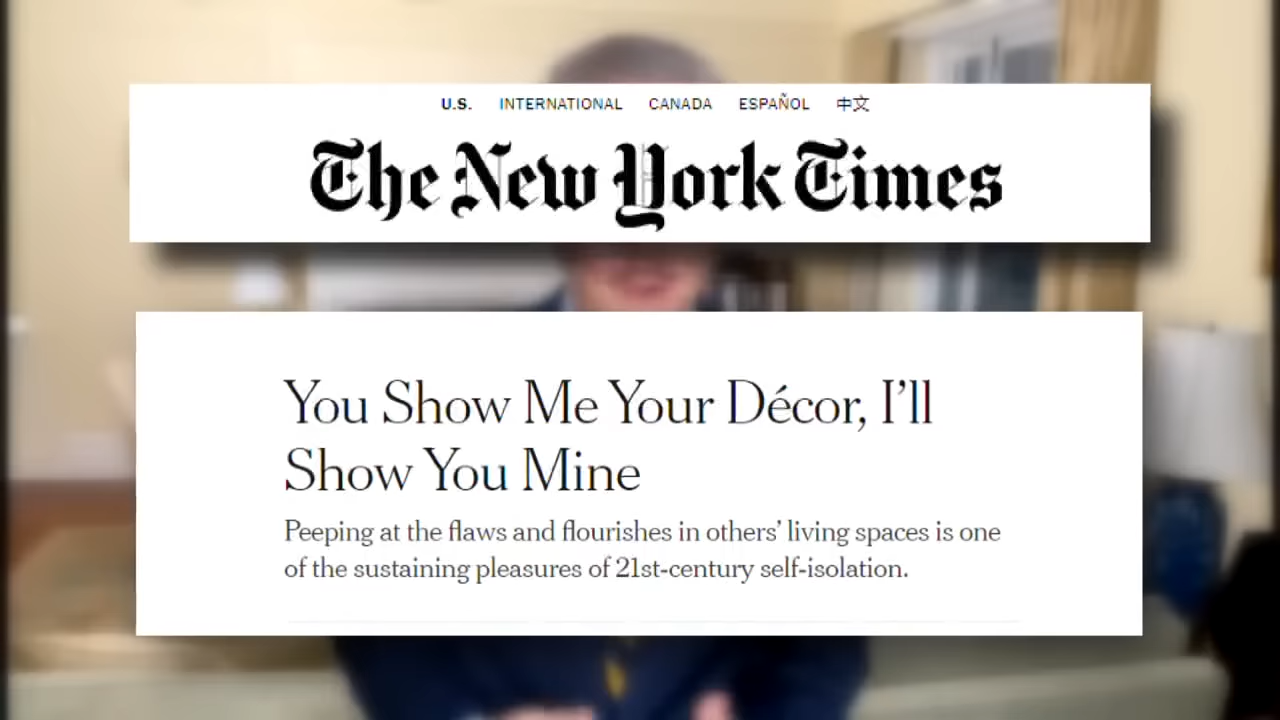 U.S. INTERNATIONAL CANADA ESPAÑOL 中文
The New York Times
You Show Me Your Décor, I’ll
Show You Mine
Peeping at the flaws and flourishes in others’ living spaces is one
of the sustaining pleasures of 21st-century self-isolation.